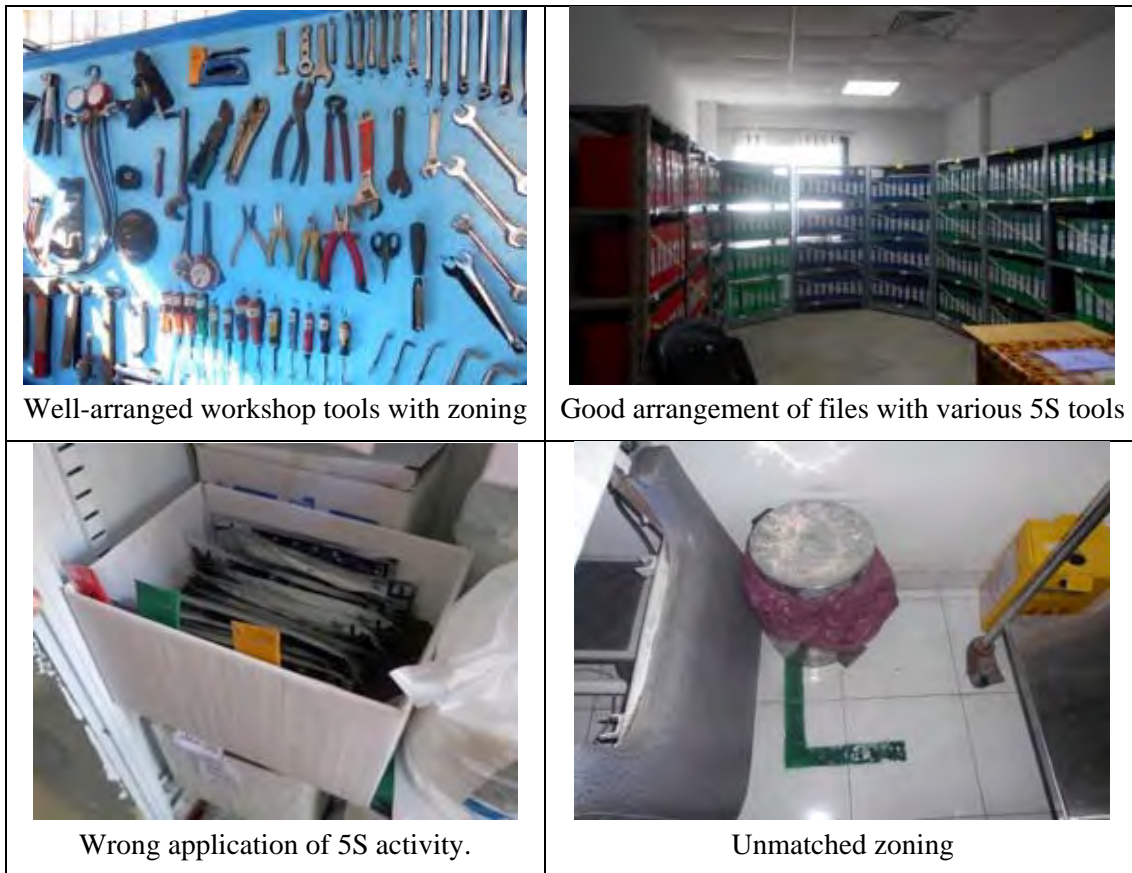 Well-arranged workshop tools with zoning
Good arrangement of files with various 5S tools
Wrong application of 5S activity.
Unmatched zoning